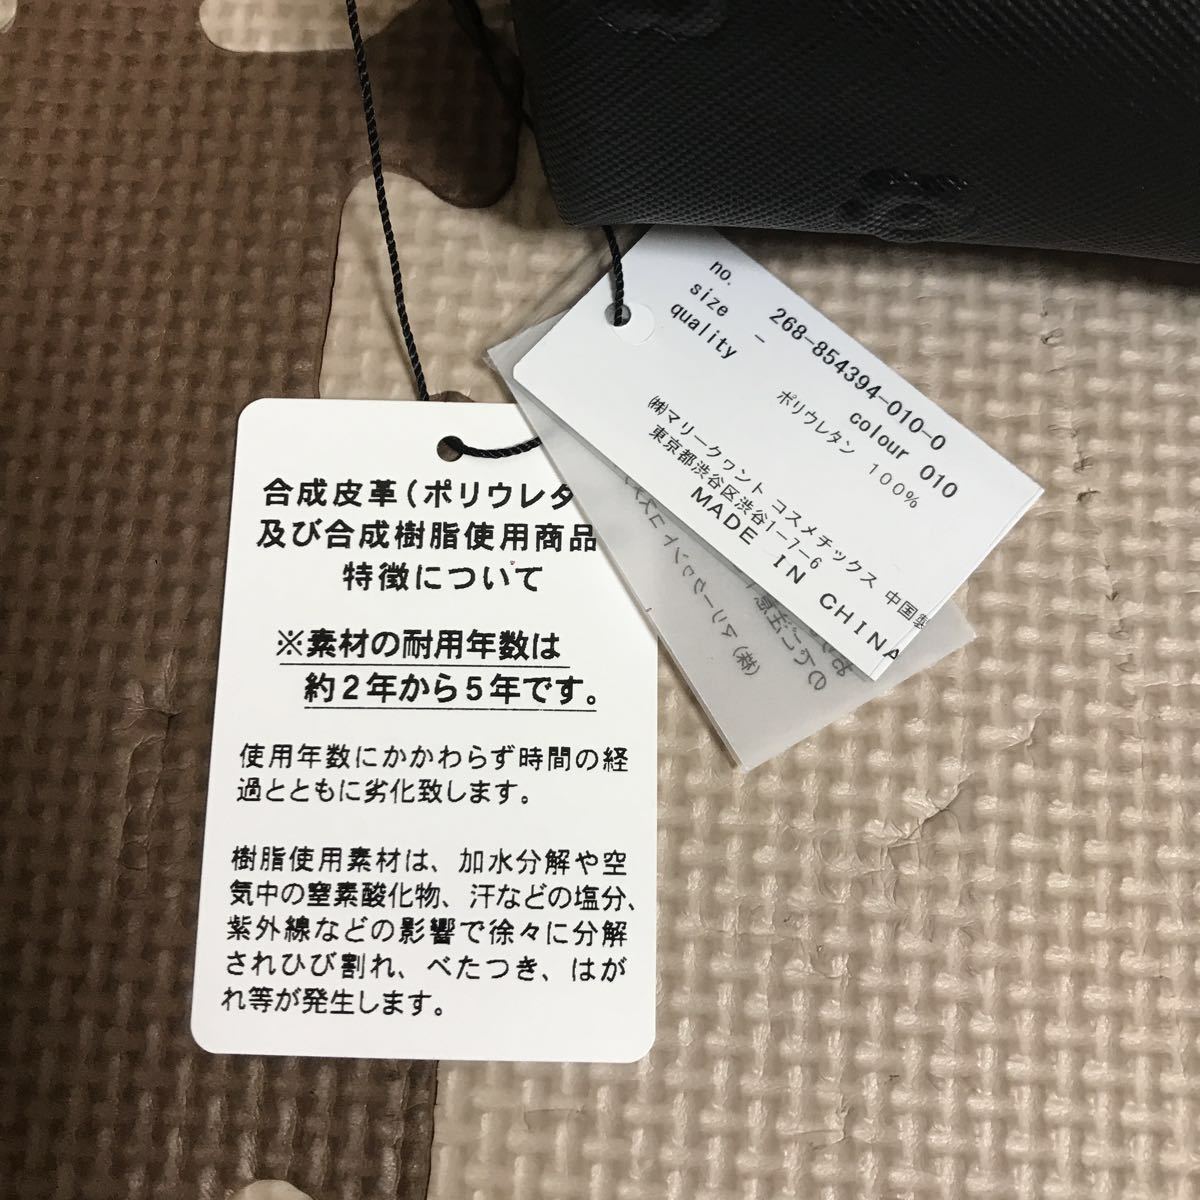 no. 268-854394-010-0
size - colour 010
quality ポリウレタン 100%
㈱マリークヮント コスメチックス 中国製
東京都渋谷区渋谷1-7-6
MADE IN CHINA
合成皮革(ポリウレタ
及び合成樹脂使用商品
特徴について
※素材の耐用年数は
約2年から5年です。
使用年数にかかわらず時間の経
過とともに劣化致します。
樹脂使用素材は、加水分解や空
気中の窒素酸化物、汗などの塩分、
紫外線などの影響で徐々に分解
されひび割れ、べたつき、はが
れ等が発生します。